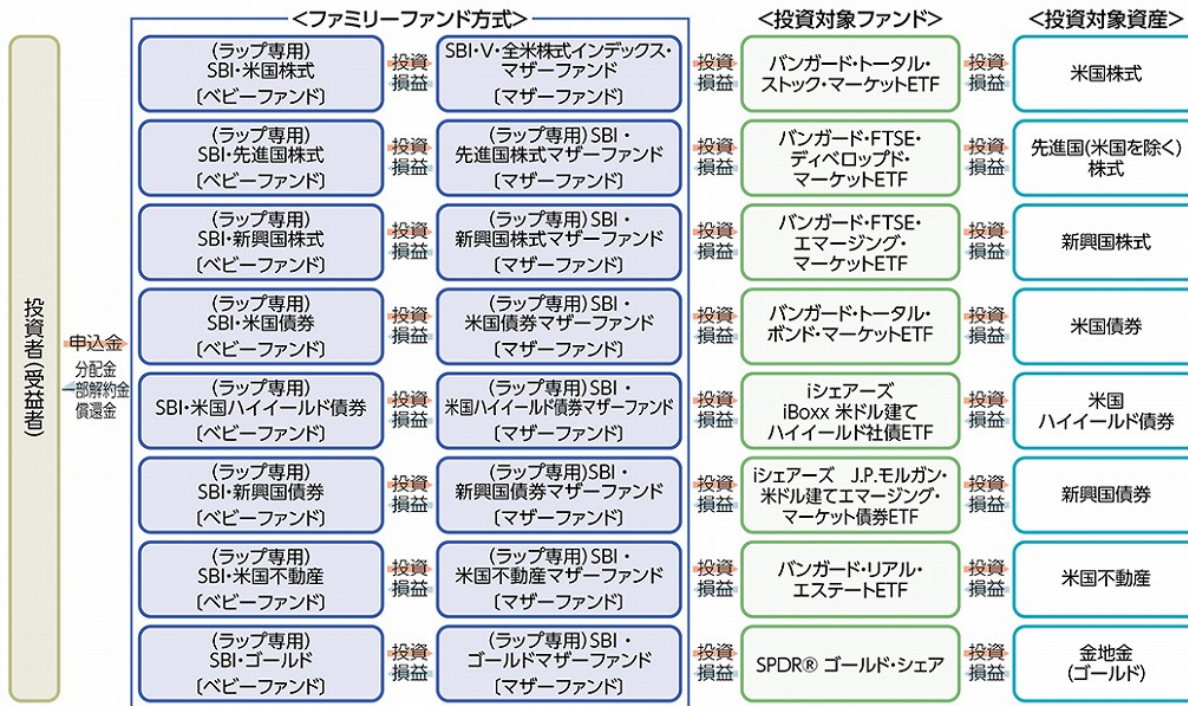 <ファミリーファンド方式>
<投資対象ファンド>
<投資対象資産>
投資者(受益者)
申込金
分配金
一部解約金
償還金
(ラップ専用)
SBI・米国株式
〔ベビーファンド〕
投資
損益
SBI・V・全米株式インデックス・
マザーファンド
〔マザーファンド〕
投資
損益
バンガード・トータル・
ストック・マーケットETF
投資
損益
米国株式
(ラップ専用)
SBI・先進国株式
〔ベビーファンド〕
投資
損益
(ラップ専用)SBI・
先進国株式マザーファンド
〔マザーファンド〕
投資
損益
バンガード・FTSE・
ディベロップド・
マーケットETF
投資
損益
先進国(米国を除く)
株式
(ラップ専用)
SBI・新興国株式
〔ベビーファンド〕
投資
損益
(ラップ専用)SBI・
新興国株式マザーファンド
〔マザーファンド〕
投資
損益
バンガード・FTSE・
エマージング・
マーケットETF
投資
損益
新興国株式
(ラップ専用)
SBI・米国債券
〔ベビーファンド〕
投資
損益
(ラップ専用)SBI・
米国債券マザーファンド
〔マザーファンド〕
投資
損益
バンガード・トータル・
ボンド・マーケットETF
投資
損益
米国債券
(ラップ専用)
SBI・米国ハイイールド債券
〔ベビーファンド〕
投資
損益
(ラップ専用)SBI・
米国ハイイールド債券マザーファンド
〔マザーファンド〕
投資
損益
iシェアーズ
iBoxx 米ドル建て
ハイイールド社債ETF
投資
損益
米国
ハイイールド債券
(ラップ専用)
SBI・新興国債券
〔ベビーファンド〕
投資
損益
(ラップ専用)SBI・
新興国債券マザーファンド
〔マザーファンド〕
投資
損益
iシェアーズ J.P.モルガン・
米ドル建てエマージング・
マーケット債券ETF
投資
損益
新興国債券
(ラップ専用)
SBI・米国不動産
〔ベビーファンド〕
投資
損益
(ラップ専用)SBI・
米国不動産マザーファンド
〔マザーファンド〕
投資
損益
バンガード・リアル・
エステートETF
投資
損益
米国不動産
(ラップ専用)
SBI・ゴールド
〔ベビーファンド〕
投資
損益
(ラップ専用)SBI・
ゴールドマザーファンド
〔マザーファンド〕
投資
損益
SPDR® ゴールド・シェア
投資
損益
金地金
(ゴールド)